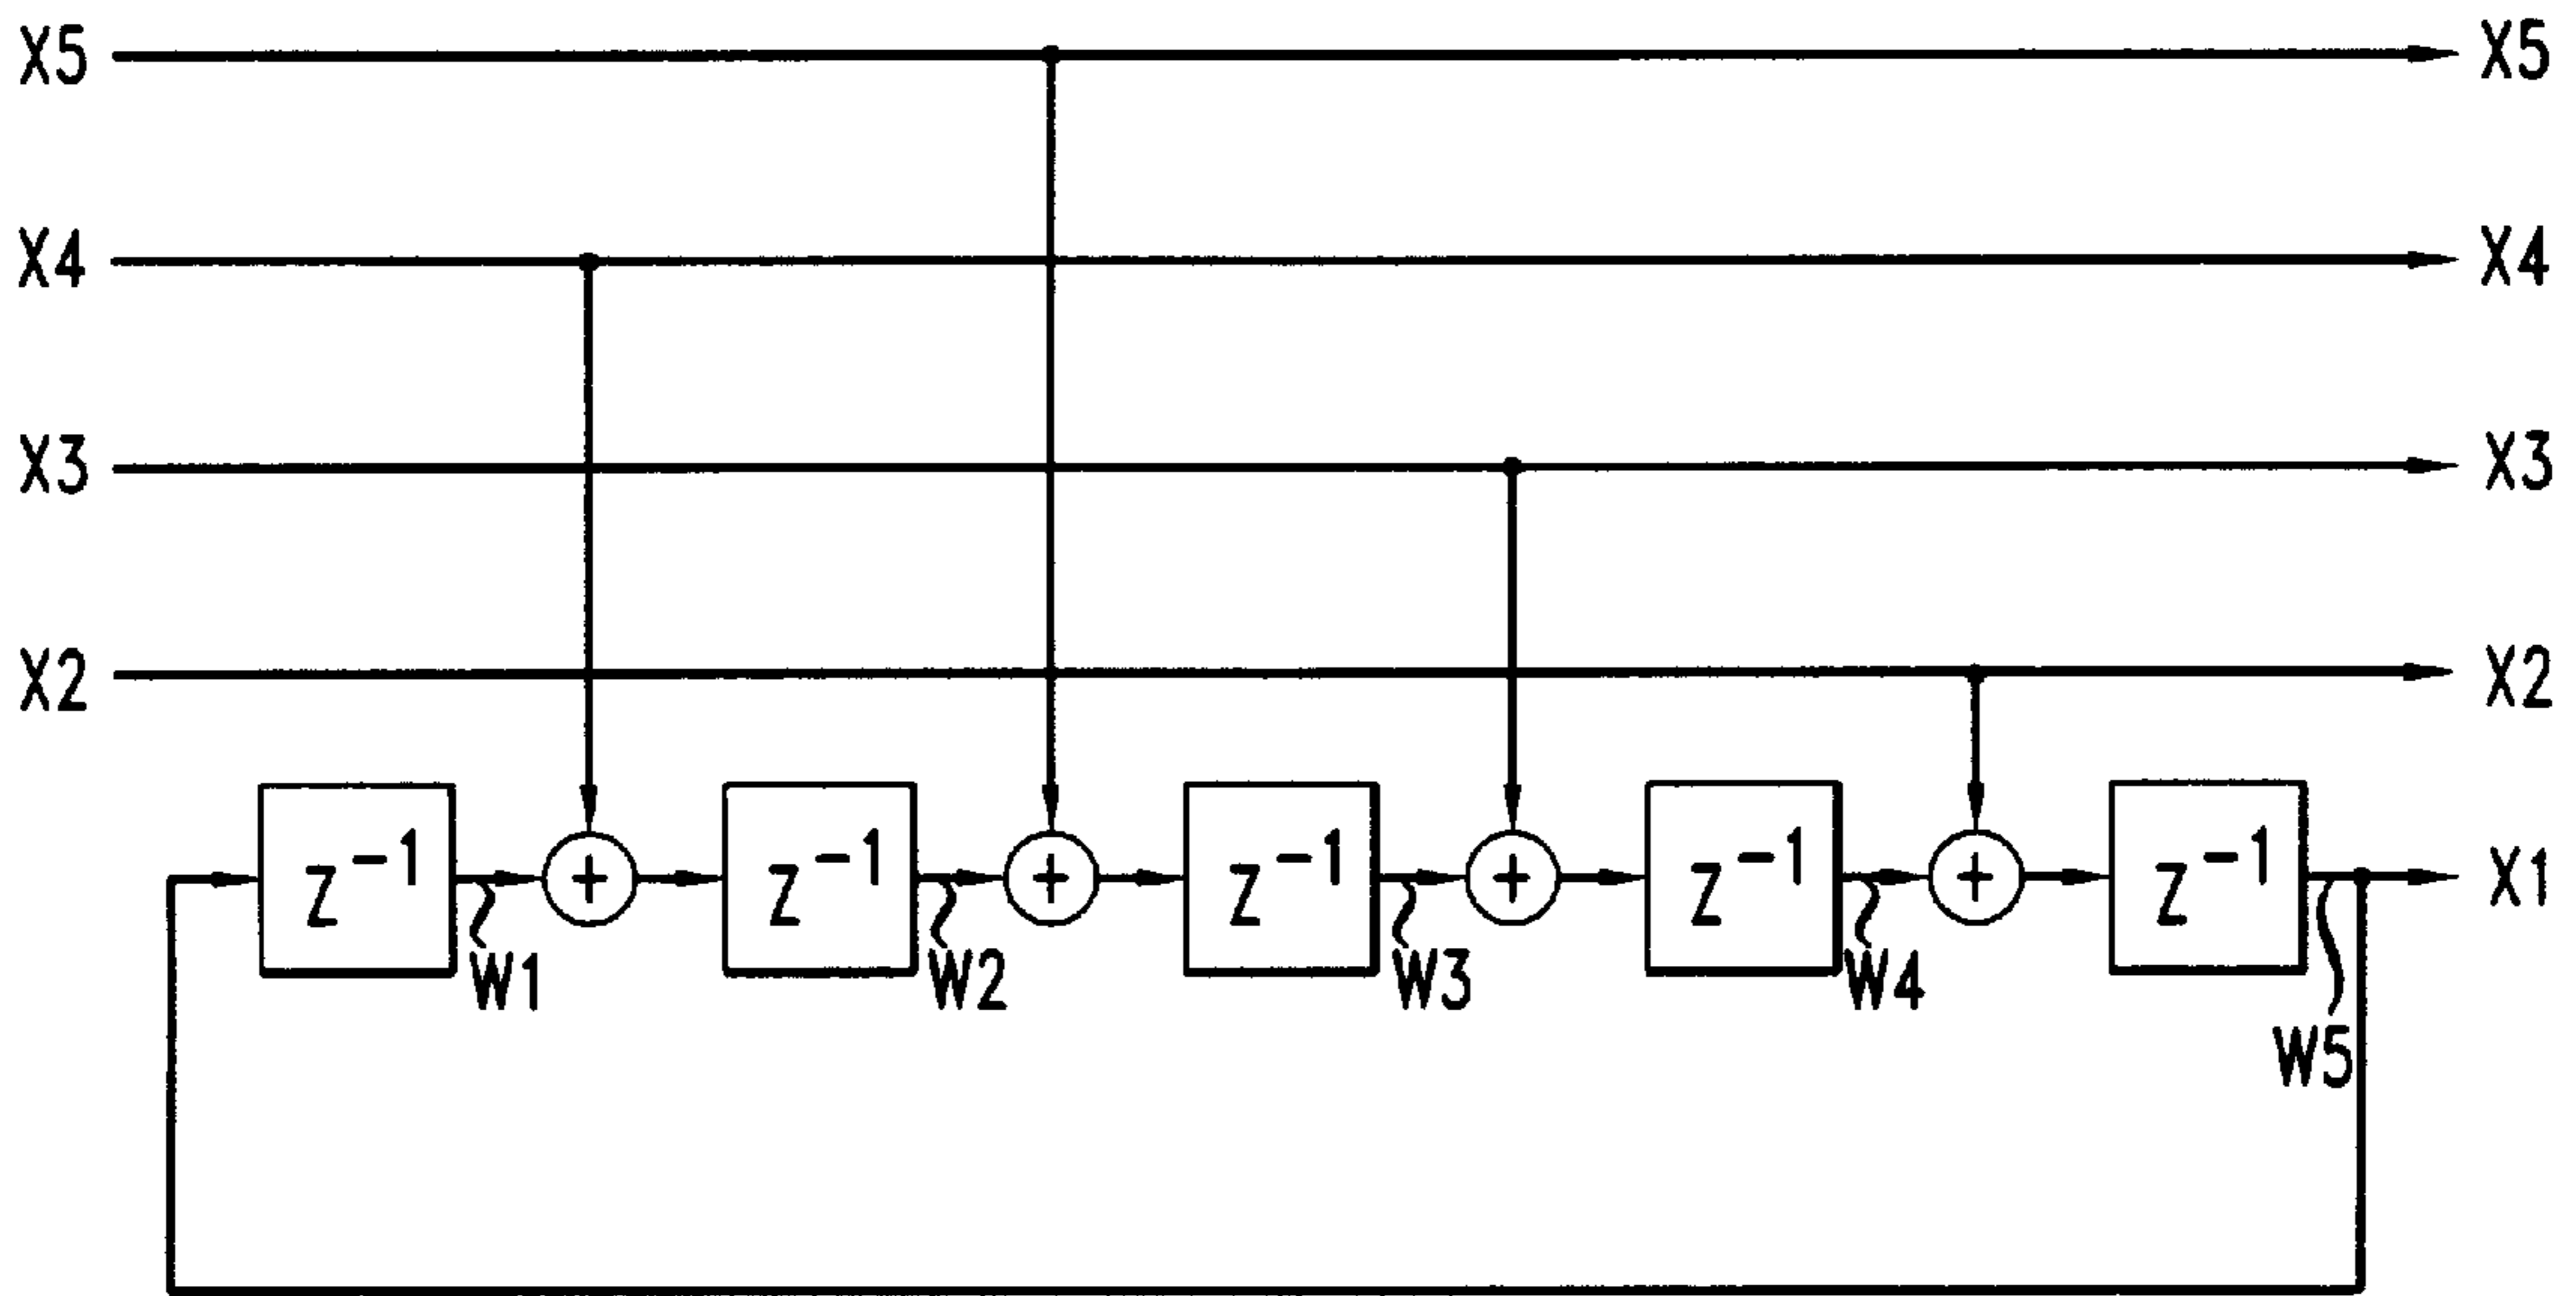 X5 X5
X4 X4
X3 X3
X2 X2
z⁻¹ + z⁻¹ + z⁻¹ + z⁻¹ + z⁻¹ X1
W1 W2 W3 W4
W5